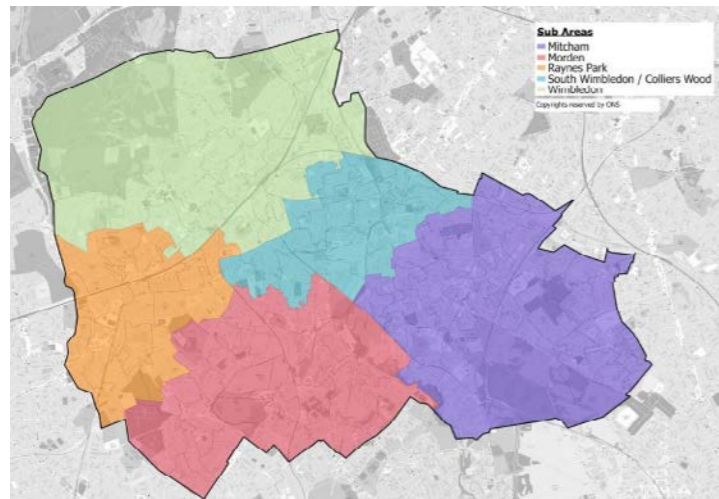 Sub Areas
Mitcham
Morden
Raynes Park
South Wimbledon / Colliers Wood
Wimbledon
Copyrights reserved by ONS